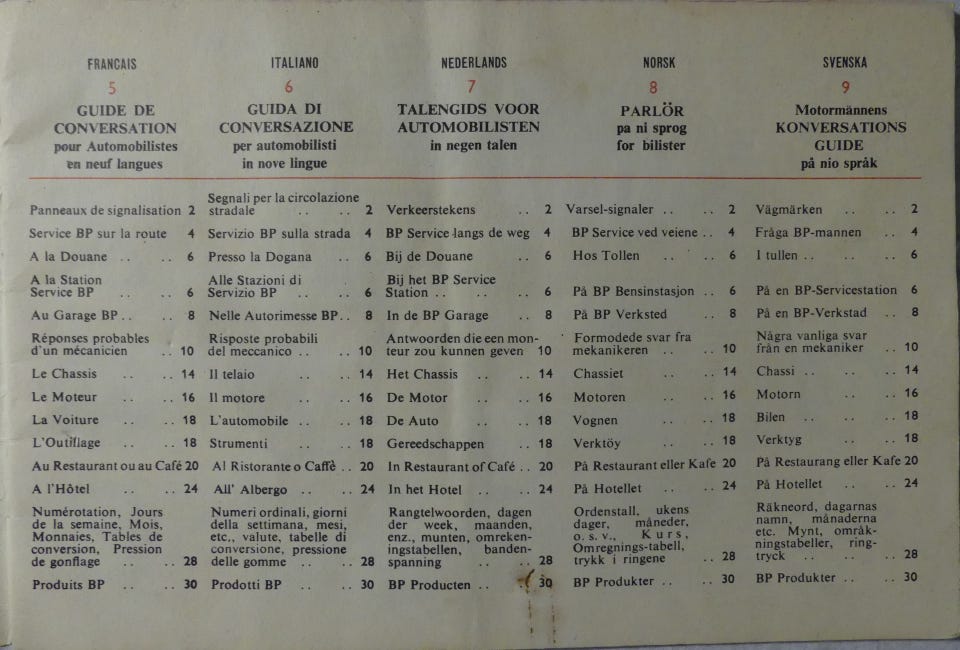 FRANCAIS
5
GUIDE DE
CONVERSATION
pour Automobilistes
en neuf langues
Panneaux de signalisation 2
Service BP sur la route 4
A la Douane .. .. 6
A la Station
Service BP .. .. 6
Au Garage BP .. .. 8
Réponses probables
d'un mécanicien .. 10
Le Chassis .. .. 14
Le Moteur .. .. 16
La Voiture .. .. 18
L'Outillage .. .. 18
Au Restaurant ou au Café 20
A l'Hôtel .. .. 24
Numérotation, Jours
de la semaine, Mois,
Monnaies, Tables de
conversion, Pression
de gonflage .. .. 28
Produits BP .. .. 30
ITALIANO
6
GUIDA DI
CONVERSAZIONE
per automobilisti
in nove lingue
Segnali per la circolazione
stradale .. .. 2
Servizio BP sulla strada 4
Presso la Dogana .. 6
Alle Stazioni di
Servizio BP .. .. 6
Nelle Autorimesse BP .. 8
Risposte probabili
del meccanico .. .. 10
Il telaio .. .. 14
Il motore .. .. 16
L'automobile .. .. 18
Strumenti .. .. 18
Al Ristorante o Caffè .. 20
All' Albergo .. .. 24
Numeri ordinali, giorni
della settimana, mesi,
etc., valute, tabelle di
conversione, pressione
delle gomme .. .. 28
Prodotti BP .. .. 30
NEDERLANDS
7
TALENGIDS VOOR
AUTOMOBILISTEN
in negen talen
Verkeerstekens .. 2
BP Service langs de weg 4
Bij de Douane .. 6
Bij het BP Service
Station .. .. .. 6
In de BP Garage .. 8
Antwoorden die een mon-
teur zou kunnen geven 10
Het Chassis .. .. 14
De Motor .. .. 16
De Auto .. .. 18
Gereedschappen .. 18
In Restaurant of Café .. 20
In het Hotel .. .. 24
Rangtelwoorden, dagen
der week, maanden,
enz., munten, omreken-
ingstabellen, banden-
spanning .. .. 28
BP Producten .. .. 30
NORSK
8
PARLÖR
pa ni sprog
for bilister
Varsel-signaler .. .. 2
BP Service ved veiene .. 4
Hos Tollen .. .. 6
På BP Bensinstasjon .. 6
På BP Verksted .. 8
Formodede svar fra
mekanikeren .. .. 10
Chassiet .. .. 14
Motoren .. .. 16
Vognen .. .. 18
Verktöy .. .. 18
På Restaurant eller Kafe 20
På Hotellet .. .. 24
Ordenstall, ukens
dager, måneder,
o. s. v., Kurs,
Omregnings-tabell,
trykk i ringene .. 28
BP Produkter .. .. 30
SVENSKA
9
Motormännens
KONVERSATIONS
GUIDE
på nio språk
Vägmärken .. .. 2
Fråga BP-mannen .. 4
I tullen .. .. .. 6
På en BP-Servicestation 6
På en BP-Verkstad .. 8
Några vanliga svar
från en mekaniker .. 10
Chassi .. .. .. 14
Motorn .. .. 16
Bilen .. .. .. 18
Verktyg .. .. 18
På Restaurang eller Kafe 20
På Hotellet .. .. 24
Räkneord, dagarnas
namn, månaderna
etc. Mynt,områk-
ningstabeller, ring-
tryck .. .. .. 28
BP Produkter .. .. 30